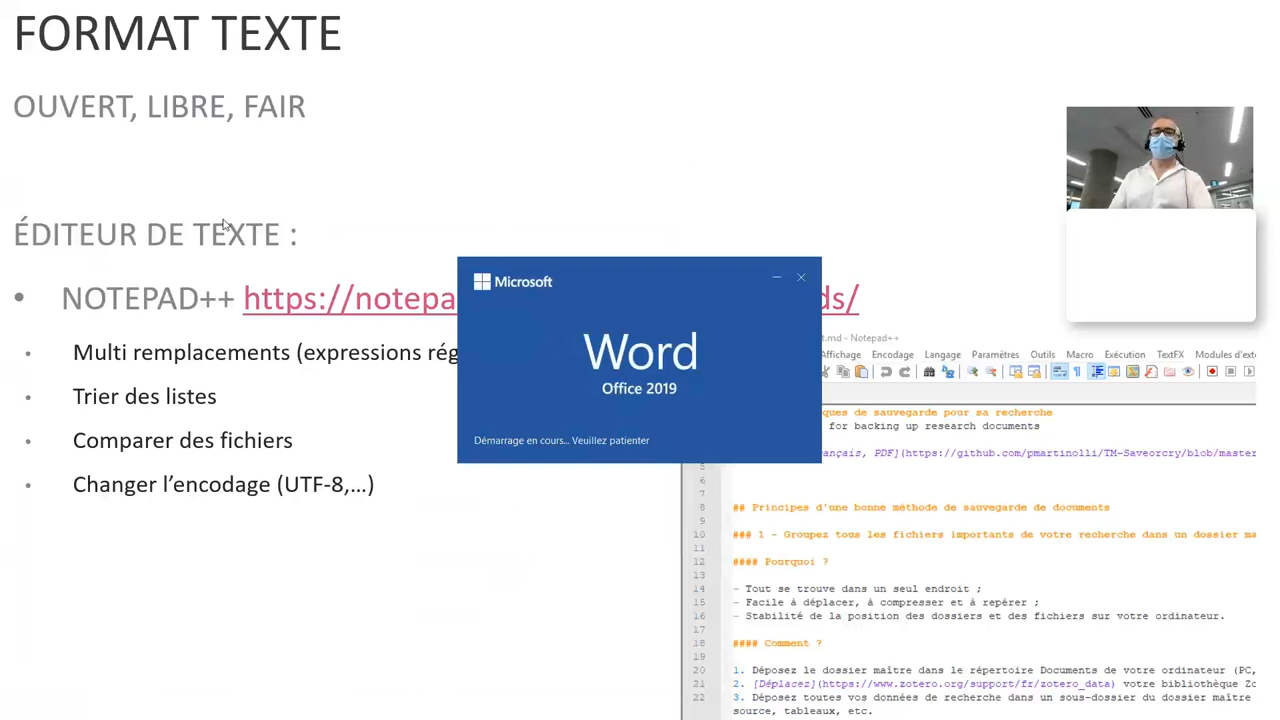 FORMAT TEXTE
OUVERT, LIBRE, FAIR
ÉDITEUR DE TEXTE :
• NOTEPAD++ https://notepa
ds/
• Multi remplacements (expressions rég
• Trier des listes
• Comparer des fichiers
• Changer l’encodage (UTF-8,…)
Microsoft
Word
Office 2019
Démarrage en cours... Veuillez patienter
t.md - Notepad++
Affichage Encodage Langage Paramètres Outils Macro Exécution TextFX Modules d'exte
ques de sauvegarde pour sa recherche
for backing up research documents
ançais, PDF](https://github.com/pmartinolli/TM-Saveorcry/blob/master
5
6
7
8 ## Principes d'une bonne méthode de sauvegarde de documents
9
10 ### 1 - Groupez tous les fichiers importants de votre recherche dans un dossier ma
11
12 #### Pourquoi ?
13
14 - Tout se trouve dans un seul endroit ;
15 - Facile à déplacer, à compresser et à repérer ;
16 - Stabilité de la position des dossiers et des fichiers sur votre ordinateur.
17
18 #### Comment ?
19
20 1. Déposez le dossier maître dans le répertoire Documents de votre ordinateur (PC,
21 2. [Déplacez](https://www.zotero.org/support/fr/zotero_data) votre bibliothèque Zo
22 3. Déposez toutes vos données de recherche dans un sous-dossier du dossier maître
source, tableaux, etc.